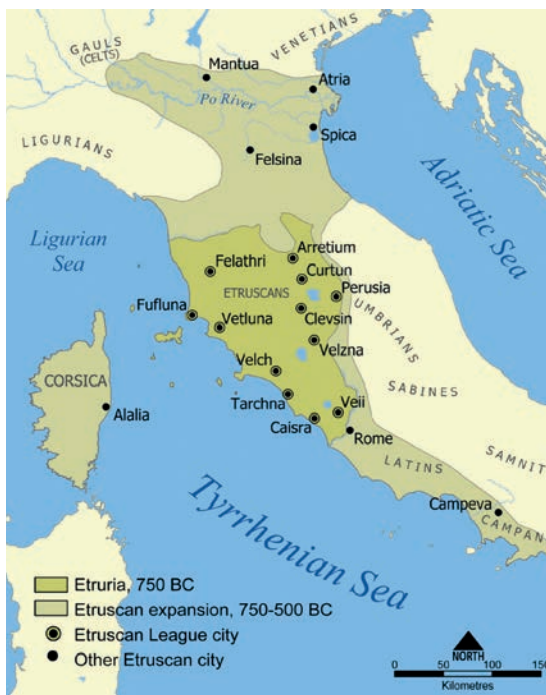 VENETIANS
GAULS
(CELTS)
Mantua
Atria
Po River
Spica
LIGURIANS
Felsina
Adriatic Sea
Ligurian
Sea
Arretium
Felathri
Curtun
ETRUSCANS
Perusia
Fufluna
Clevsin
UMBRIANS
Vetluna
Velzna
Velch
SABINES
CORSICA
Tarchna
Veii
Alalia
Caisra
Rome
SAMNIT
LATINS
Campeva
CAMPAN
Tyrrhenian Sea
Etruria, 750 BC
Etruscan expansion, 750-500 BC
Etruscan League city
Other Etruscan city
NORTH
0 50 100 150
Kilometres